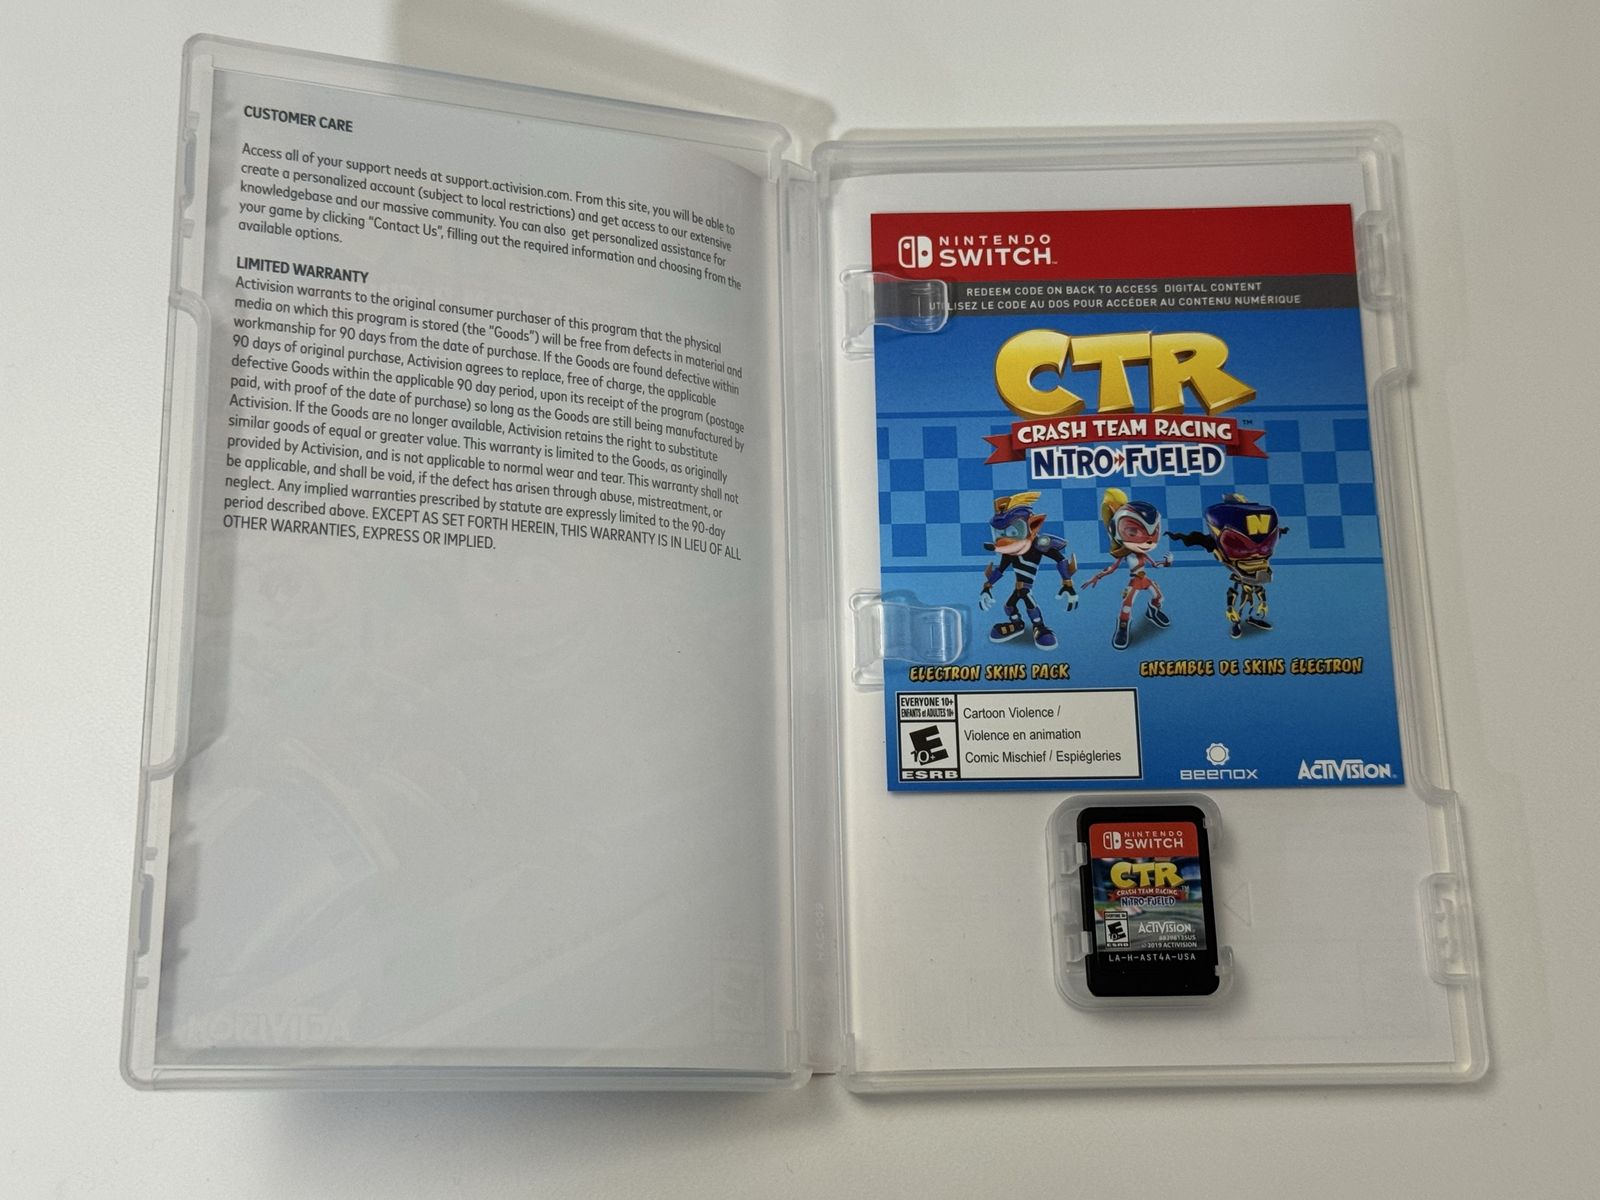 CUSTOMER CARE
Access all of your support needs at support.activision.com. From this site, you will be able to
create a personalized account (subject to local restrictions) and get access to our extensive
knowledgebase and our massive community. You can also get personalized assistance for
your game by clicking "Contact Us", filling out the required information and choosing from the
available options.
LIMITED WARRANTY
Activision warrants to the original consumer purchaser of this program that the physical
media on which this program is stored (the "Goods") will be free from defects in material and
workmanship for 90 days from the date of purchase. If the Goods are found defective within
90 days of original purchase, Activision agrees to replace, free of charge, the applicable
defective Goods within the applicable 90 day period, upon its receipt of the program (postage
paid, with proof of the date of purchase) so long as the Goods are still being manufactured by
Activision. If the Goods are no longer available, Activision retains the right to substitute
similar goods of equal or greater value. This warranty is limited to the Goods, as originally
provided by Activision, and is not applicable to normal wear and tear. This warranty shall not
be applicable, and shall be void, if the defect has arisen through abuse, mistreatment, or
neglect. Any implied warranties prescribed by statute are expressly limited to the 90-day
period described above. EXCEPT AS SET FORTH HEREIN, THIS WARRANTY IS IN LIEU OF ALL
OTHER WARRANTIES, EXPRESS OR IMPLIED.
NINTENDO
SWITCH™
REDEEM CODE ON BACK TO ACCESS DIGITAL CONTENT
UTILISEZ LE CODE AU DOS POUR ACCÉDER AU CONTENU NUMÉRIQUE
CTR
CRASH TEAM RACING™
NITRO FUELED
N
ELECTRON SKINS PACK
ENSEMBLE DE SKINS ÉLECTRON
EVERYONE 10+
ENFANTS et ADULTES 10+
E
10+
ESRB
Cartoon Violence /
Violence en animation
Comic Mischief / Espiègleries
BEENOX
ACTIVISION®
NINTENDO
SWITCH
CTR
CRASH TEAM RACING™
NITRO-FUELED
EVERYONE 10+
E
10+
ESRB
ACTIVISION
88398135US
© 2019 ACTIVISION
LA-H-AST4A-USA